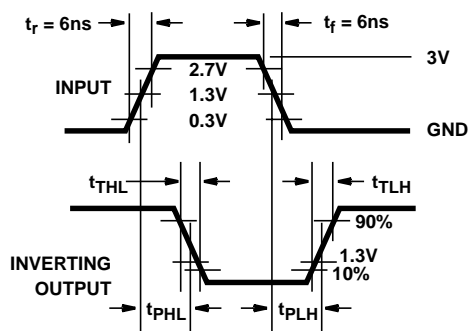 tr = 6ns
tf = 6ns
3V
2.7V
INPUT
1.3V
0.3V
GND
tTHL
tTLH
90%
1.3V
INVERTING
OUTPUT
10%
tPHL
tPLH